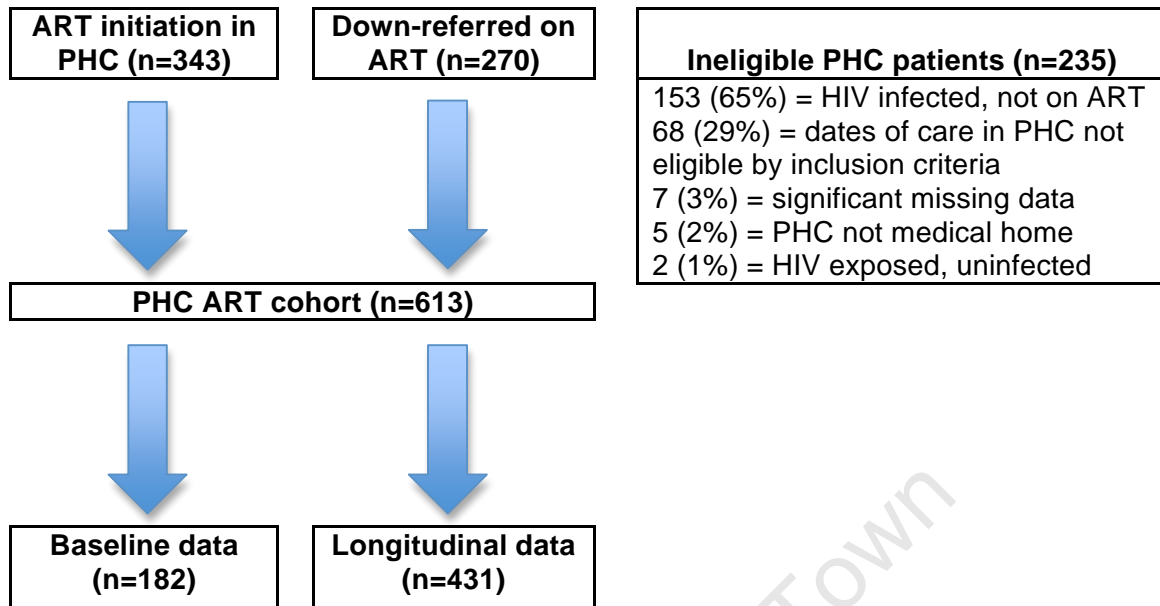 ART initiation in
PHC (n=343)
Down-referred on
ART (n=270)
Ineligible PHC patients (n=235)
153 (65%) = HIV infected, not on ART
68 (29%) = dates of care in PHC not
eligible by inclusion criteria
7 (3%) = significant missing data
5 (2%) = PHC not medical home
2 (1%) = HIV exposed, uninfected
PHC ART cohort (n=613)
Baseline data
(n=182)
Longitudinal data
(n=431)
Town